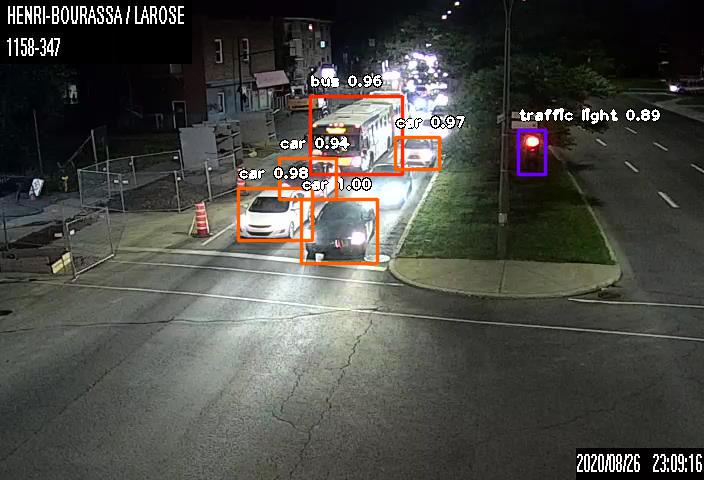 HENRI-BOURASSA / LAROSE
1158-347
bus 0.96
car 0.97
traffic light 0.89
car 0.94
car 0.98
car 1.00
2020/08/26 23:09:16